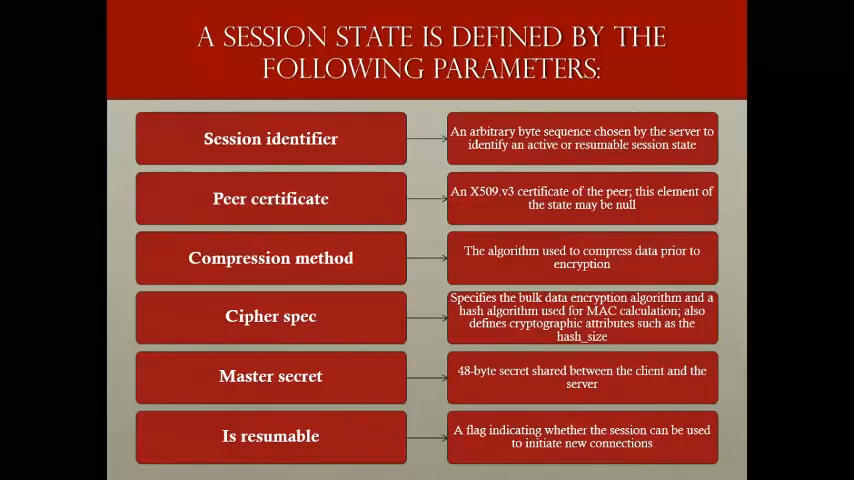 A SESSION STATE IS DEFINED BY THE
FOLLOWING PARAMETERS:
Session identifier
An arbitrary byte sequence chosen by the server to
identify an active or resumable session state
Peer certificate
An X509.v3 certificate of the peer; this element of
the state may be null
Compression method
The algorithm used to compress data prior to
encryption
Cipher spec
Specifies the bulk data encryption algorithm and a
hash algorithm used for MAC calculation; also
defines cryptographic attributes such as the
hash_size
Master secret
48-byte secret shared between the client and the
server
Is resumable
A flag indicating whether the session can be used
to initiate new connections